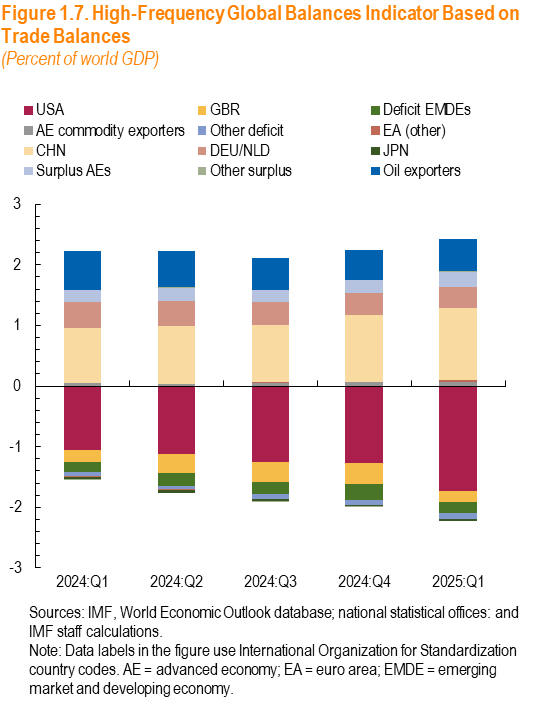 Figure 1.7. High-Frequency Global Balances Indicator Based on
Trade Balances
(Percent of world GDP)
USA GBR Deficit EMDEs
AE commodity exporters Other deficit EA (other)
CHN DEU/NLD JPN
Surplus AEs Other surplus Oil exporters
3
2
1
0
-1
-2
-3
2024:Q1 2024:Q2 2024:Q3 2024:Q4 2025:Q1
Sources: IMF, World Economic Outlook database; national statistical offices: and
IMF staff calculations.
Note: Data labels in the figure use International Organization for Standardization
country codes. AE = advanced economy; EA = euro area; EMDE = emerging
market and developing economy.